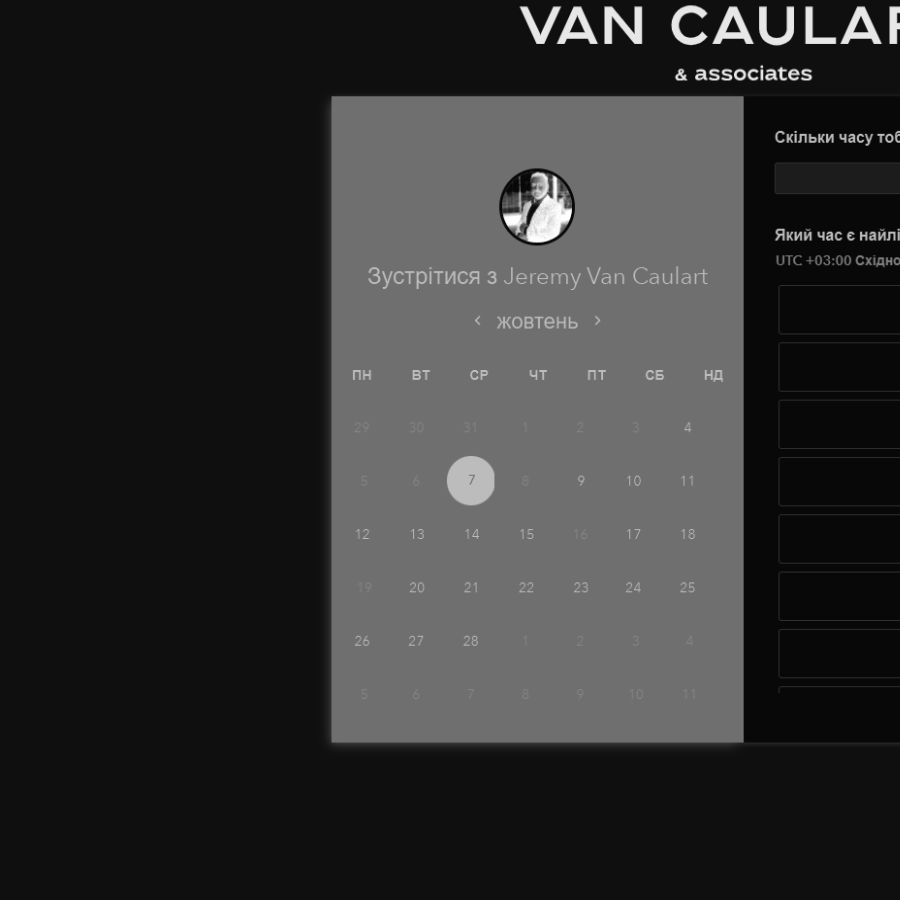 VAN CAULAR
& associates
Зустрітися з Jeremy Van Caulart
жовтень
ПН ВТ СР ЧТ ПТ СБ НД
29 30 31 1 2 3 4
5 6 7 8 9 10 11
12 13 14 15 16 17 18
19 20 21 22 23 24 25
26 27 28 1 2 3 4
5 6 7 8 9 10 11
Скільки часу тоб
Який час є найлі
UTC +03:00 Східно